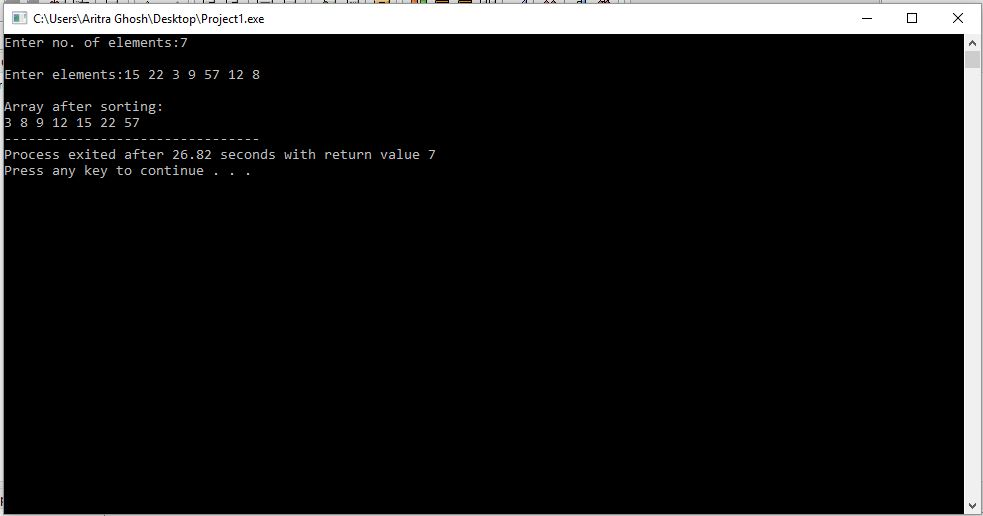 C:\Users\Aritra Ghosh\Desktop\Project1.exe
Enter no. of elements:7
Enter elements:15 22 3 9 57 12 8
Array after sorting:
3 8 9 12 15 22 57
--------------------------------
Process exited after 26.82 seconds with return value 7
Press any key to continue . . .